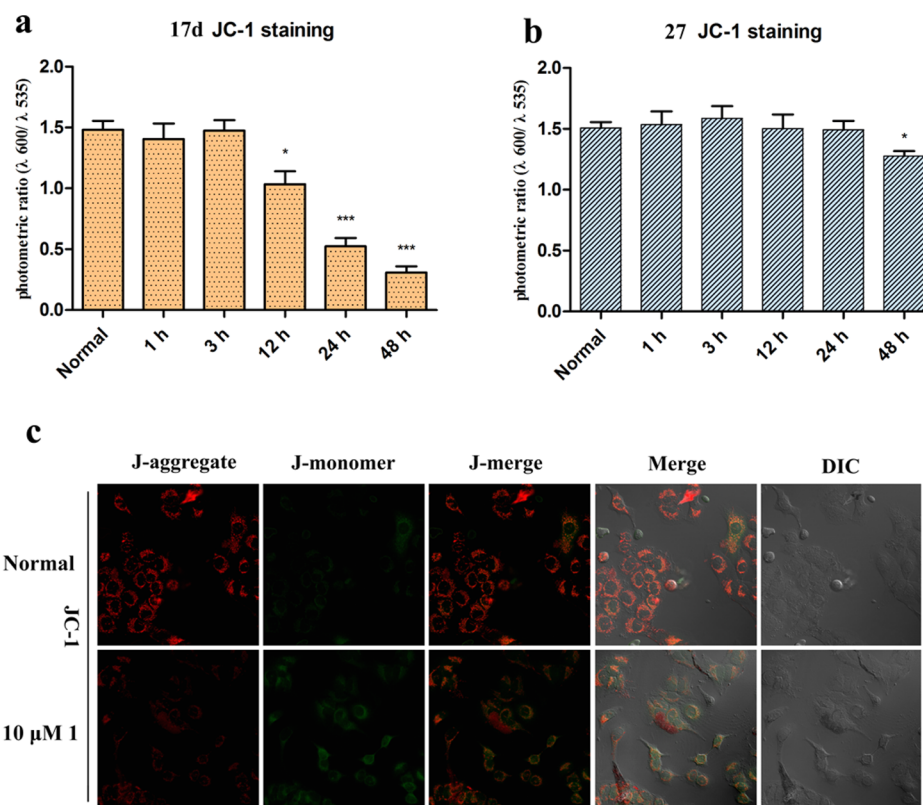 a
17d JC-1 staining
photometric ratio (λ 600/ λ 535)
2.0
1.5
1.0
0.5
0.0
*
***
***
Normal
1 h
3 h
12 h
24 h
48 h
b
27 JC-1 staining
photometric ratio (λ 600/ λ 535)
2.0
1.5
1.0
0.5
0.0
*
Normal
1 h
3 h
12 h
24 h
48 h
c
J-aggregate J-monomer J-merge Merge DIC
Normal
JC-1
10 μM 1